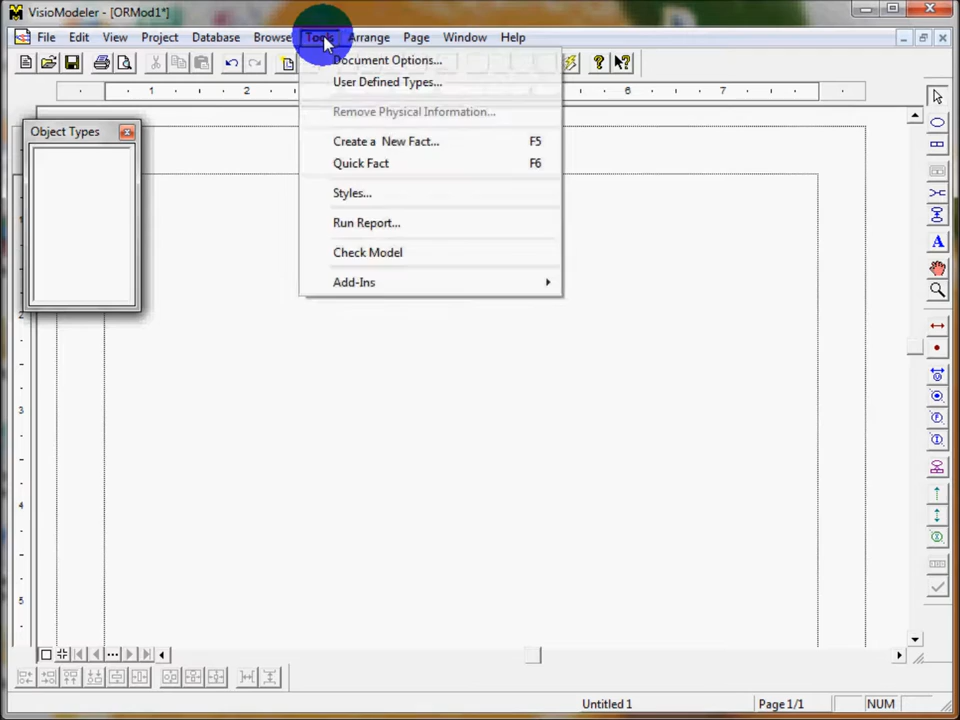 VisioModeler - [ORMod1*]
File Edit View Project Database Browse Tools Arrange Page Window Help
Document Options...
User Defined Types...
1 2 6 7
Remove Physical Information...
Object Types
Create a New Fact... F5
Quick Fact F6
Styles...
Run Report...
Check Model
Add-Ins
A
2
3
4
5
Untitled 1 Page 1/1 NUM